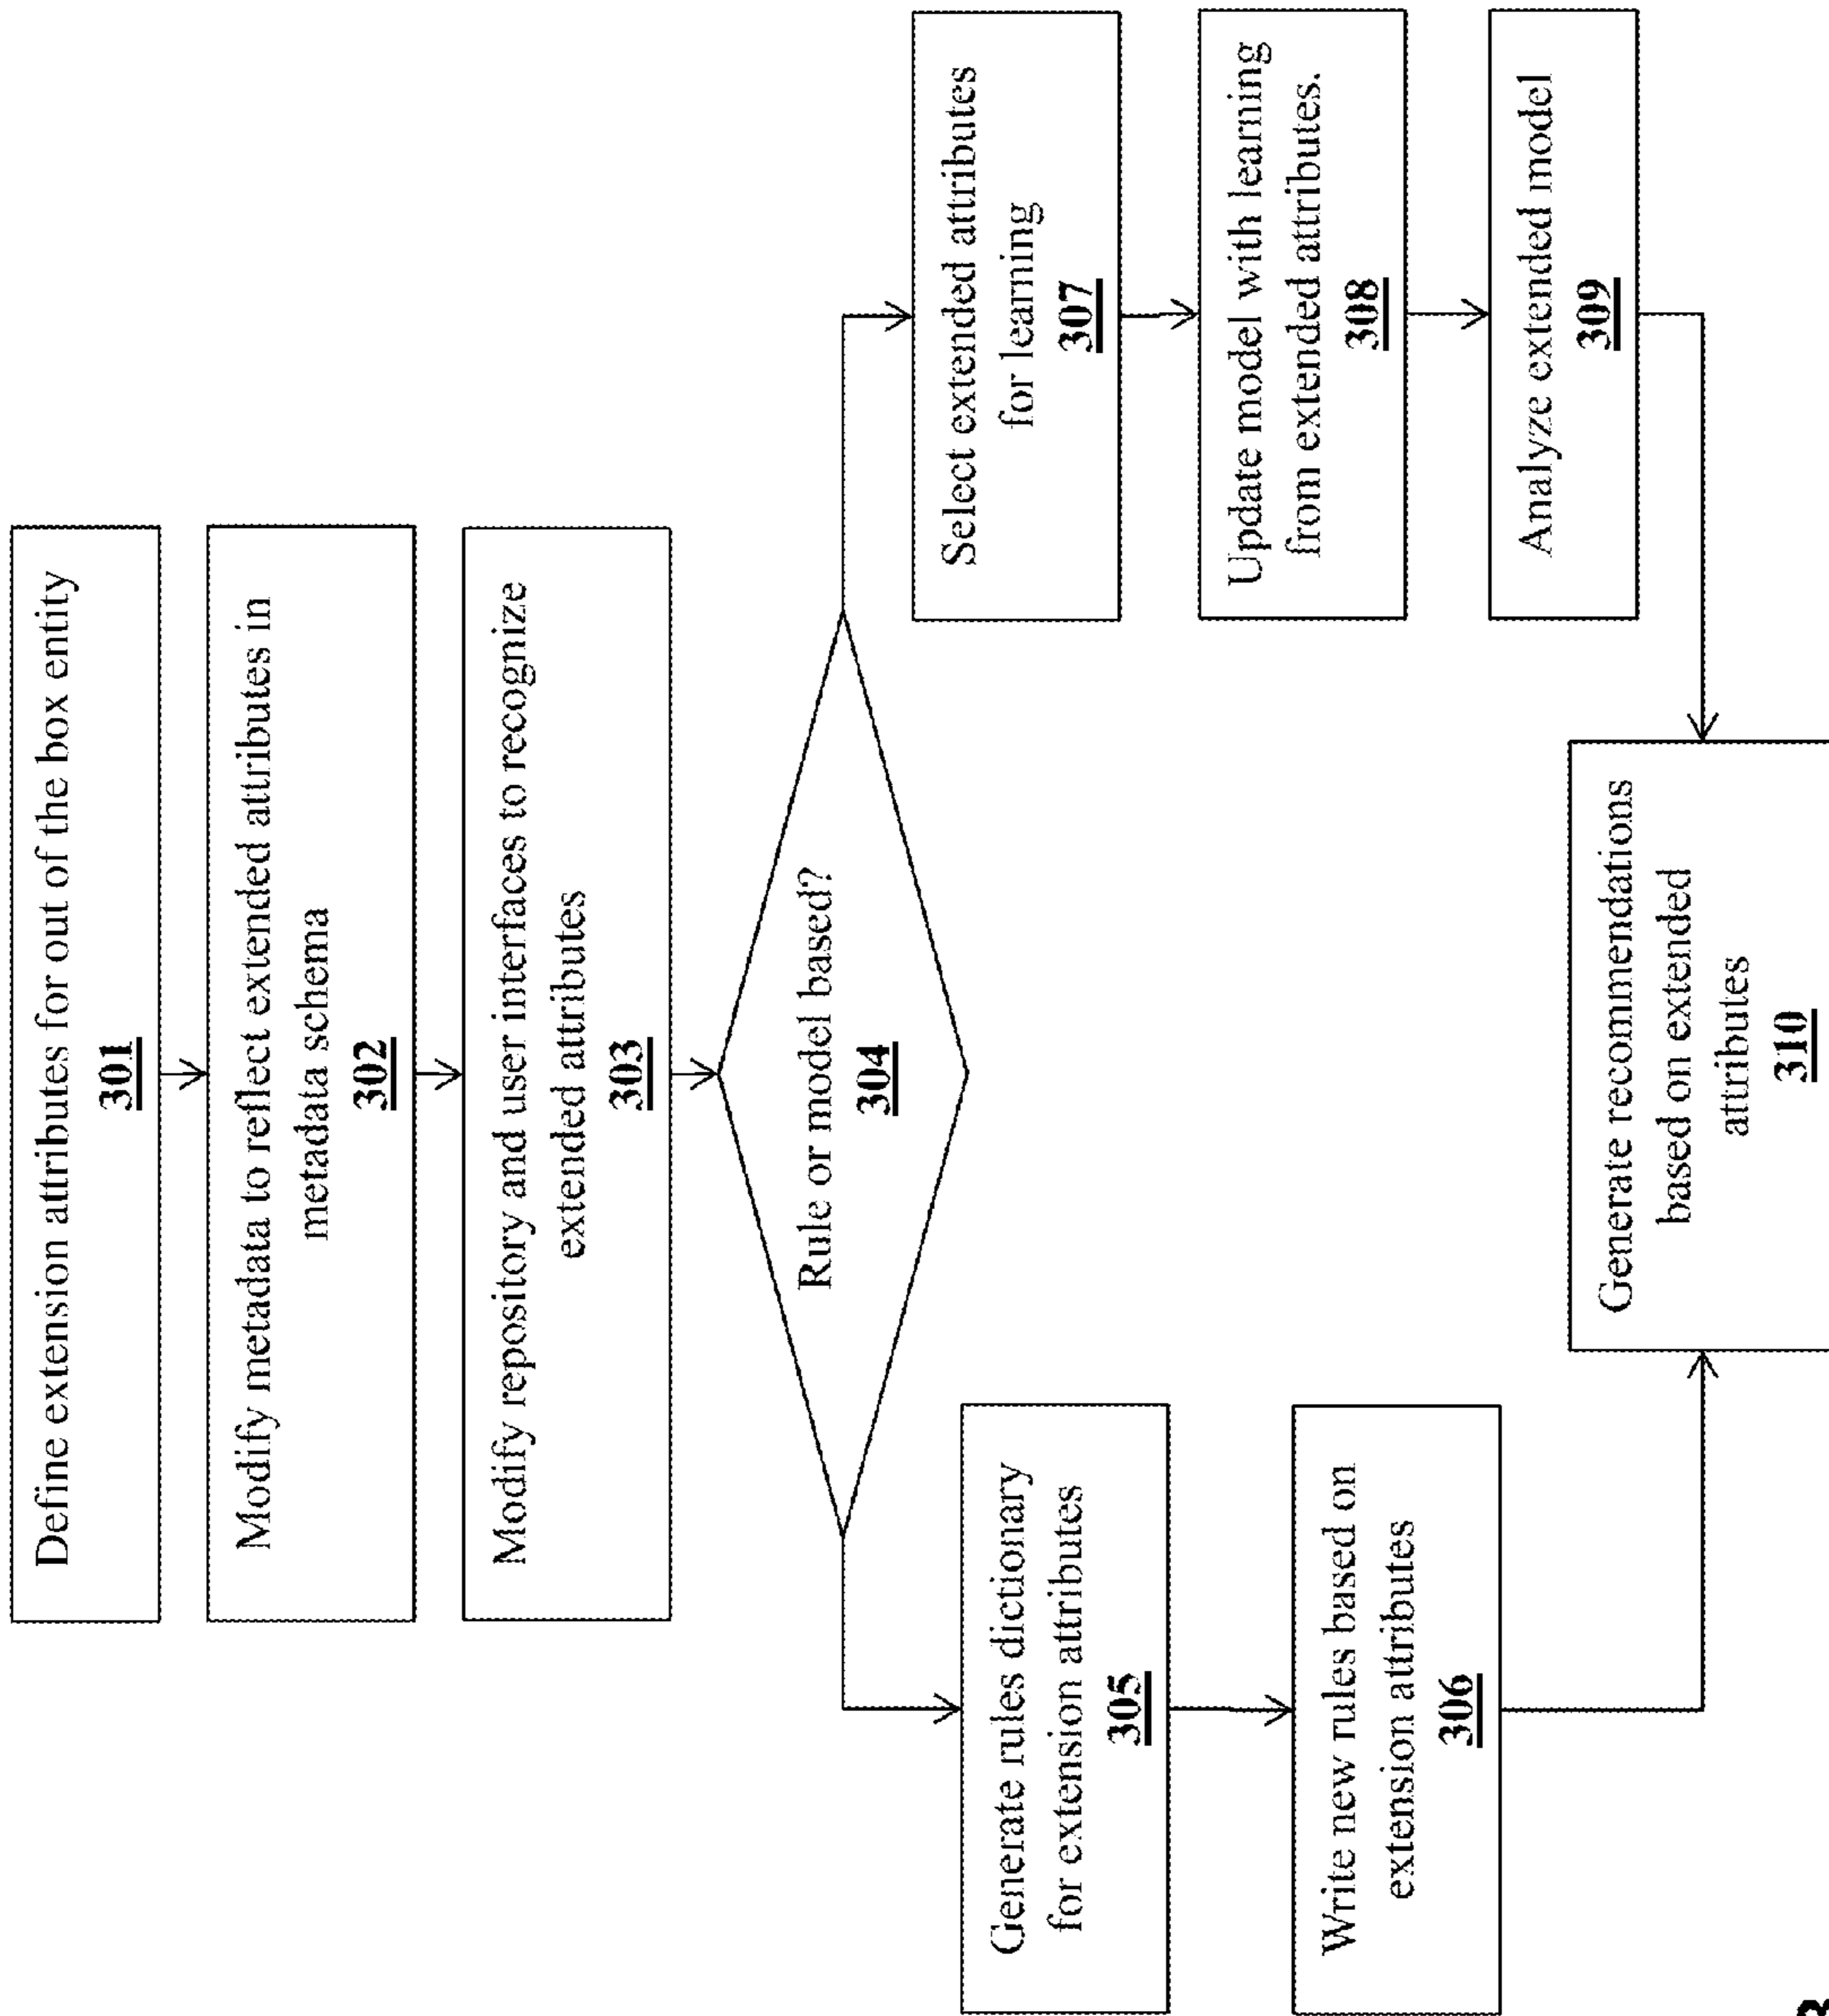 Define extension attributes for out of the box entity
301
Modify metadata to reflect extended attributes in
metadata schema
302
Modify repository and user interfaces to recognize
extended attributes
303
Rule or model based?
304
Generate rules dictionary
for extension attributes
305
Write new rules based on
extension attributes
306
Select extended attributes
for learning
307
Update model with learning
from extended attributes.
308
Analyze extended model
309
Generate recommendations
based on extended
attributes
310